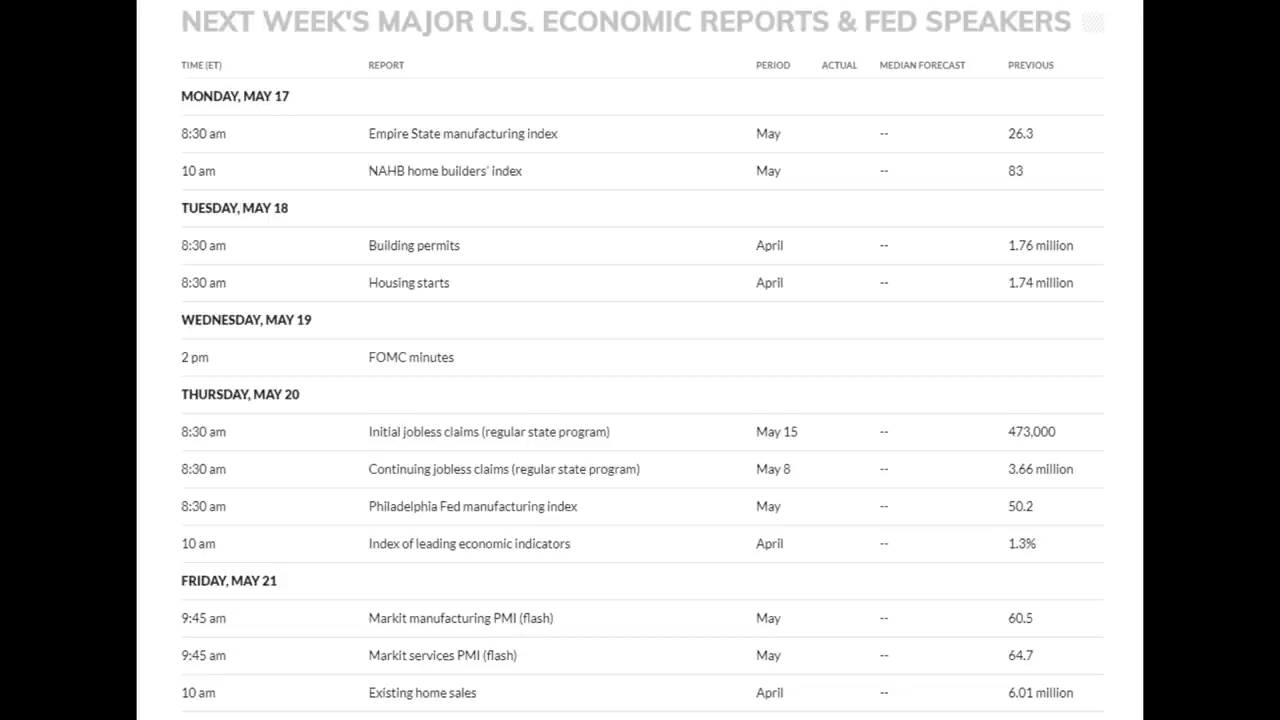 NEXT WEEK'S MAJOR U.S. ECONOMIC REPORTS & FED SPEAKERS
TIME (ET) REPORT PERIOD ACTUAL MEDIAN FORECAST PREVIOUS
MONDAY, MAY 17
8:30 am Empire State manufacturing index May -- 26.3
10 am NAHB home builders' index May -- 83
TUESDAY, MAY 18
8:30 am Building permits April -- 1.76 million
8:30 am Housing starts April -- 1.74 million
WEDNESDAY, MAY 19
2 pm FOMC minutes
THURSDAY, MAY 20
8:30 am Initial jobless claims (regular state program) May 15 -- 473,000
8:30 am Continuing jobless claims (regular state program) May 8 -- 3.66 million
8:30 am Philadelphia Fed manufacturing index May -- 50.2
10 am Index of leading economic indicators April -- 1.3%
FRIDAY, MAY 21
9:45 am Markit manufacturing PMI (flash) May -- 60.5
9:45 am Markit services PMI (flash) May -- 64.7
10 am Existing home sales April -- 6.01 million